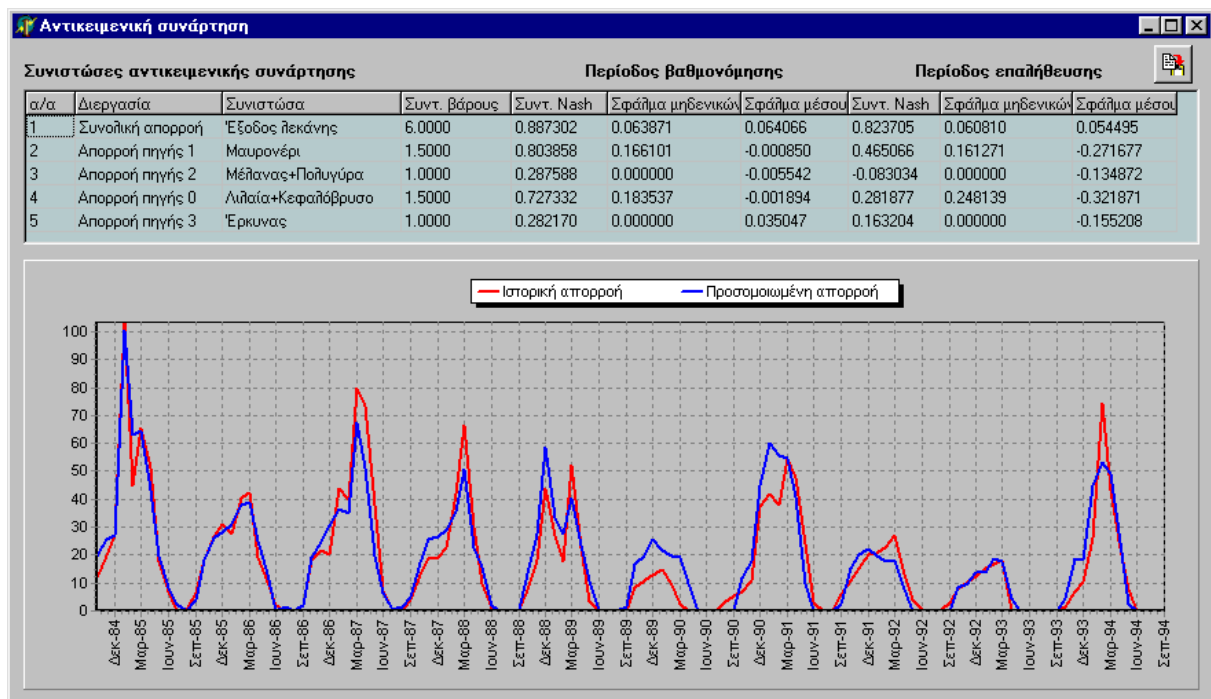 Αντικειμενική συνάρτηση
Συνιστώσες αντικειμενικής συνάρτησης Περίοδος βαθμονόμησης Περίοδος επαλήθευσης
α/α Διεργασία Συνιστώσα Συντ. βάρους Συντ. Nash Σφάλμα μηδενικών Σφάλμα μέσου Συντ. Nash Σφάλμα μηδενικών Σφάλμα μέσου
1 Συνολική απορροή Έξοδος λεκάνης 6.0000 0.887302 0.063871 0.064066 0.823705 0.060810 0.054495
2 Απορροή πηγής 1 Μαυρονέρι 1.5000 0.803858 0.166101 -0.000850 0.465066 0.161271 -0.271677
3 Απορροή πηγής 2 Μέλανας+Πολυγύρα 1.0000 0.287588 0.000000 -0.005542 -0.083034 0.000000 -0.134872
4 Απορροή πηγής 0 Λιλαία+Κεφαλόβρυσο 1.5000 0.727332 0.183537 -0.001894 0.281877 0.248139 -0.321871
5 Απορροή πηγής 3 Έρκυνας 1.0000 0.282170 0.000000 0.035047 0.163204 0.000000 -0.155208
Ιστορική απορροή Προσομοιωμένη απορροή
100
90
80
70
60
50
40
30
20
10
0
Δεκ-84 Μαρ-85 Ιουν-85 Σεπ-85 Δεκ-85 Μαρ-86 Ιουν-86 Σεπ-86 Δεκ-86 Μαρ-87 Ιουν-87 Σεπ-87 Δεκ-87 Μαρ-88 Ιουν-88 Σεπ-88 Δεκ-88 Μαρ-89 Ιουν-89 Σεπ-89 Δεκ-89 Μαρ-90 Ιουν-90 Σεπ-90 Δεκ-90 Μαρ-91 Ιουν-91 Σεπ-91 Δεκ-91 Μαρ-92 Ιουν-92 Σεπ-92 Δεκ-92 Μαρ-93 Ιουν-93 Σεπ-93 Δεκ-93 Μαρ-94 Ιουν-94 Σεπ-94